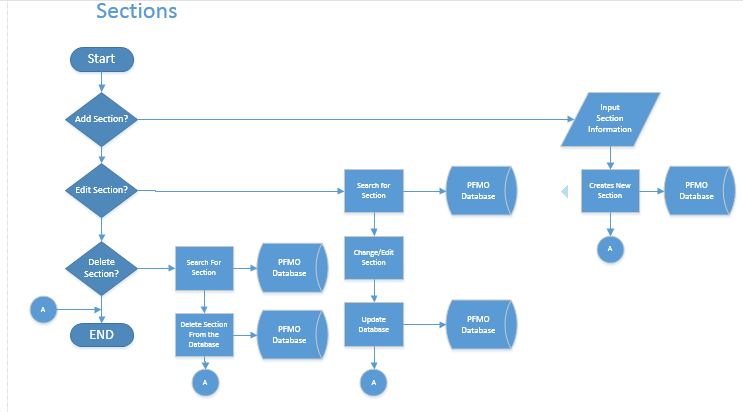 Sections
Start
Add Section?
Input
Section
Information
Edit Section?
Search for
Section
PFMO
Database
Creates New
Section
PFMO
Database
A
Delete
Section?
Search For
Section
PFMO
Database
Change/Edit
Section
A
END
Delete Section
From the
Database
PFMO
Database
Update
Database
PFMO
Database
A
A